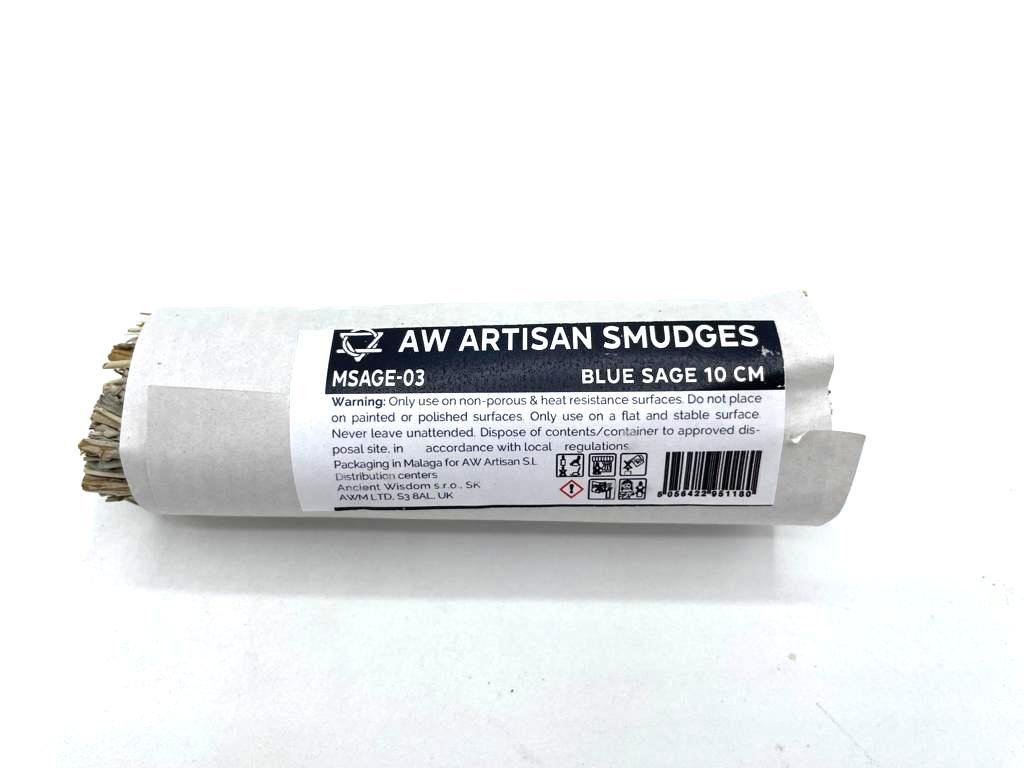 AW ARTISAN SMUDGES
MSAGE-03 BLUE SAGE 10 CM
Warning: Only use on non-porous & heat resistance surfaces. Do not place
on painted or polished surfaces. Only use on a flat and stable surface.
Never leave unattended. Dispose of contents/container to approved dis-
posal site, in accordance with local regulations.
Packaging in Malaga for AW Artisan S.L
Distribution centers
Ancient Wisdom s.r.o., SK
AWM LTD, S3 8AL, UK
5 056422 951180